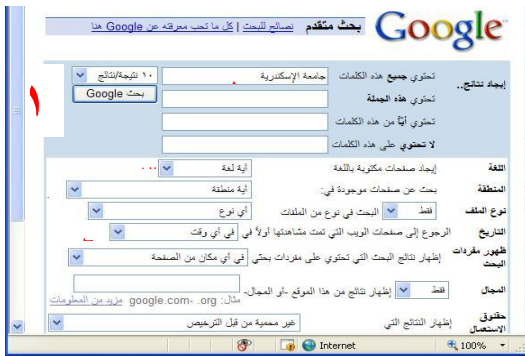 Google بحث متقدم نصائح للبحث | كل ما تحب معرفته عن Google هنا
إيجاد نتائج.. تحتوي جميع هذه الكلمات جامعة الإسكندرية ١٠ نتيجة/نتائج
تحتوي هذه الجملة بحث Google
تحتوي أيًا من هذه الكلمات
لا تحتوي على هذه الكلمات
١
اللغة إيجاد صفحات مكتوبة باللغة أية لغة
المنطقة بحث عن صفحات موجودة في: أية منطقة
نوع الملف فقط البحث في نوع من الملفات أي نوع
التاريخ الرجوع إلى صفحات الويب التي تمت مشاهدتها أولاً في في أي وقت
ظهور مفردات البحث إظهار نتائج البحث التي تحتوي على مفردات بحثي في أي مكان من الصفحة
المجال فقط إظهار نتائج من هذا الموقع -أو المجال-
مثال: google.com، .org مزيد من المعلومات
حقوق الاستعمال إظهار النتائج التي غير محمية من قبل الترخيص
Internet 100%